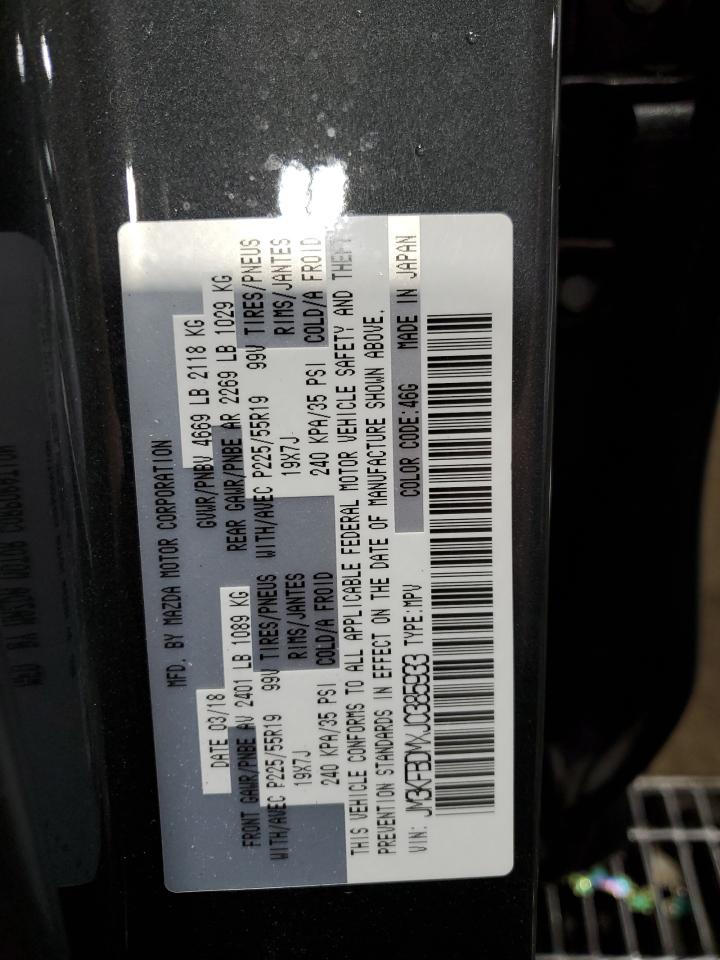 MFD. BY MAZDA MOTOR CORPORATION
DATE 03/18 GVWR/PNBV 4669 LB 2118 KG
FRONT GAWR/PNBE AV 2401 LB 1089 KG REAR GAWR/PNBE AR 2269 LB 1029 KG
WITH/AVEC P225/55R19 99V TIRES/PNEUS WITH/AVEC P225/55R19 99V TIRES/PNEUS
19X7J RIMS/JANTES 19X7J RIMS/JANTES
240 KPA/35 PSI COLD/A FROID 240 KPA/35 PSI COLD/A FROID
THIS VEHICLE CONFORMS TO ALL APPLICABLE FEDERAL MOTOR VEHICLE SAFETY AND THEFT
PREVENTION STANDARDS IN EFFECT ON THE DATE OF MANUFACTURE SHOWN ABOVE.
VIN: JM3KFBDMXJ0385933 TYPE:MPV COLOR CODE:46G MADE IN JAPAN